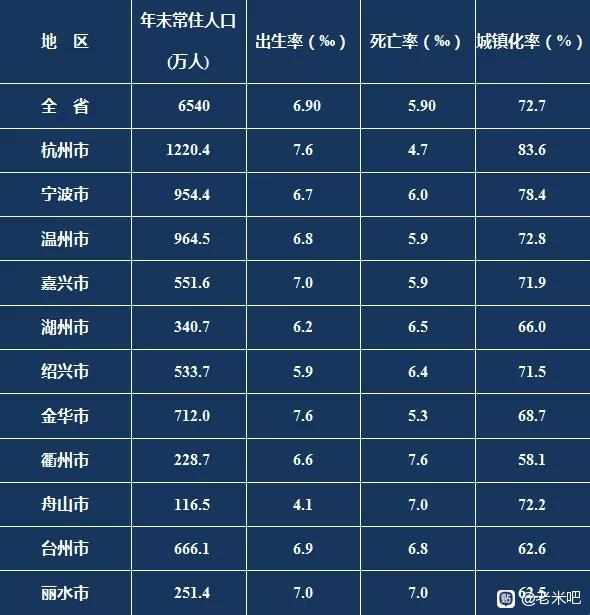 地 区 年末常住人口(万人) 出生率(‰) 死亡率(‰) 城镇化率(%)
全 省 6540 6.90 5.90 72.7
杭州市 1220.4 7.6 4.7 83.6
宁波市 954.4 6.7 6.0 78.4
温州市 964.5 6.8 5.9 72.8
嘉兴市 551.6 7.0 5.9 71.9
湖州市 340.7 6.2 6.5 66.0
绍兴市 533.7 5.9 6.4 71.5
金华市 712.0 7.6 5.3 68.7
衢州市 228.7 6.6 7.6 58.1
舟山市 116.5 4.1 7.0 72.2
台州市 666.1 6.9 6.8 62.6
丽水市 251.4 7.0 7.0 62.5
贴 @老米吧